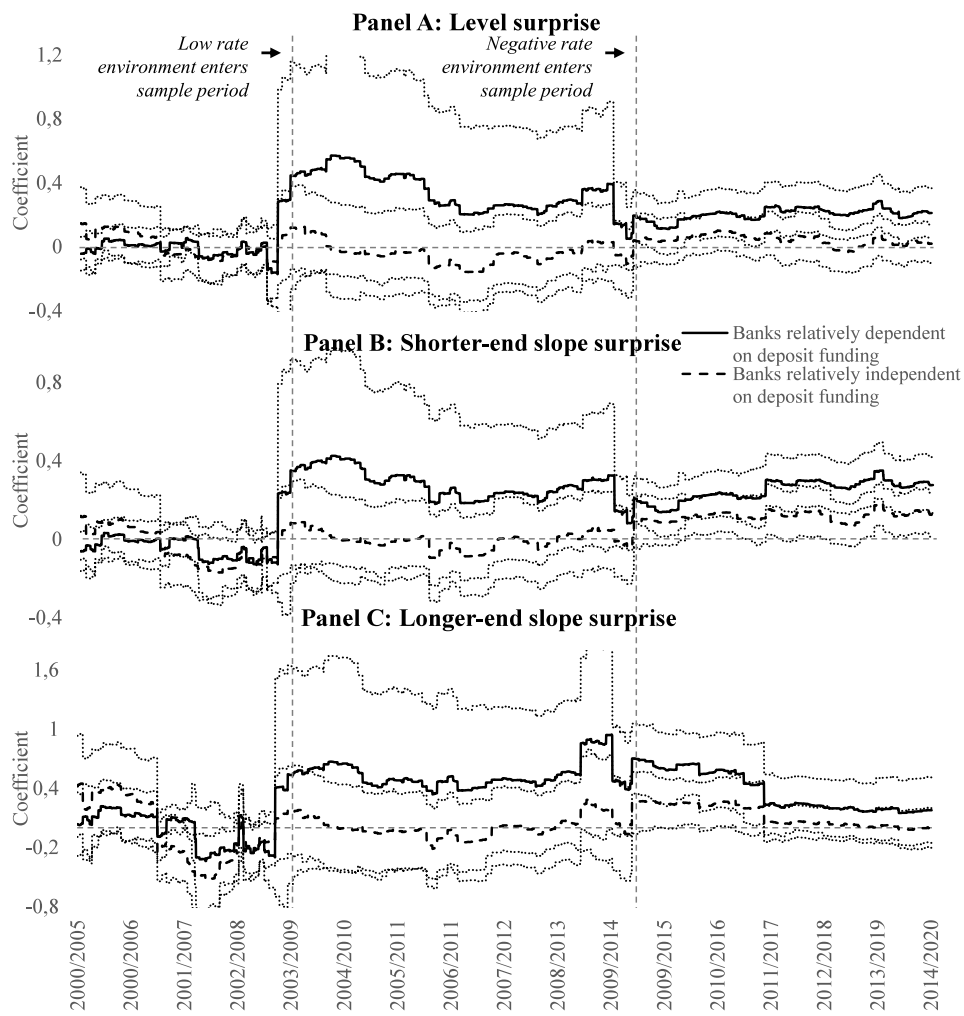 Panel A: Level surprise
Low rate
environment enters
sample period
Negative rate
environment enters
sample period
1,2
0,8
0,4
0
-0,4
Coefficient
Panel B: Shorter-end slope surprise
Banks relatively dependent
on deposit funding
Banks relatively independent
on deposit funding
0,8
0,4
0
-0,4
Coefficient
Panel C: Longer-end slope surprise
1,6
1
0,4
-0,2
-0,8
Coefficient
2000/2005
2000/2006
2001/2007
2002/2008
2003/2009
2004/2010
2005/2011
2006/2011
2007/2012
2008/2013
2009/2014
2009/2015
2010/2016
2011/2017
2012/2018
2013/2019
2014/2020